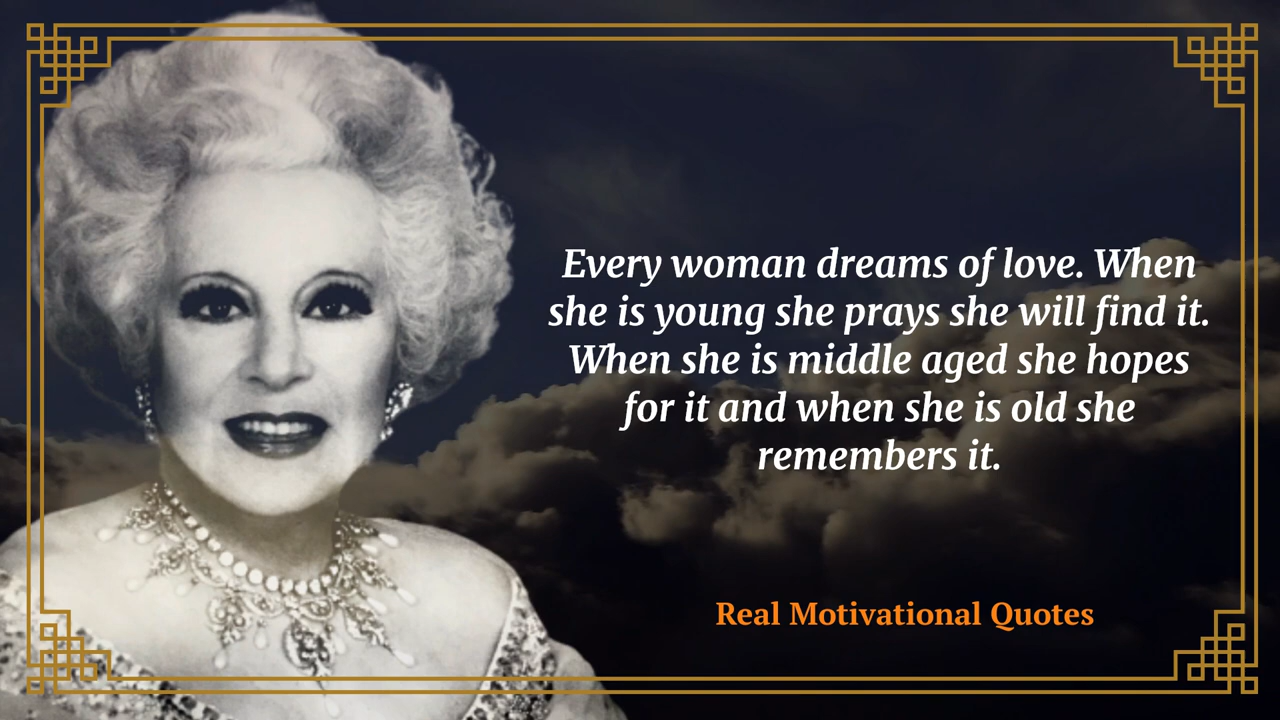 Every woman dreams of love. When
she is young she prays she will find it.
When she is middle aged she hopes
for it and when she is old she
remembers it.
Real Motivational Quotes